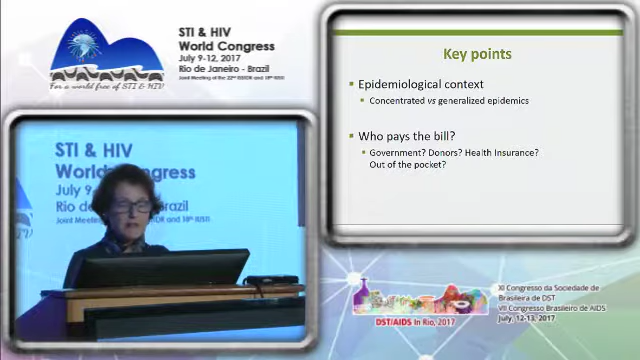 STI & HIV
World Congress
July 9-12, 2017
Rio de Janeiro - Brazil
For a world free of STI & HIV
STI & HIV
World Congress
July 9-
Rio de Janeiro - Brazil
Joint Meeting
Key points
Epidemiological context
Concentrated vs generalized epidemics
Who pays the bill?
Government? Donors? Health Insurance?
Out of the pocket?
DST/AIDS In Rio, 2017
XI Congresso da Sociedade de
Brasileira de DST
VII Congresso Brasileiro de AIDS
July, 12-13, 2017